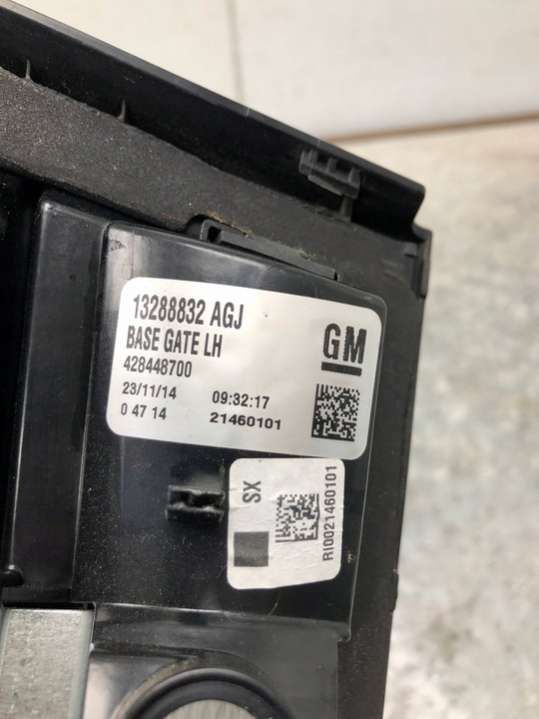 13288832 AGJ
BASE GATE LH
GM
428448700
23/11/14 09:32:17
0 47 14 21460101
SX
RI0021460101